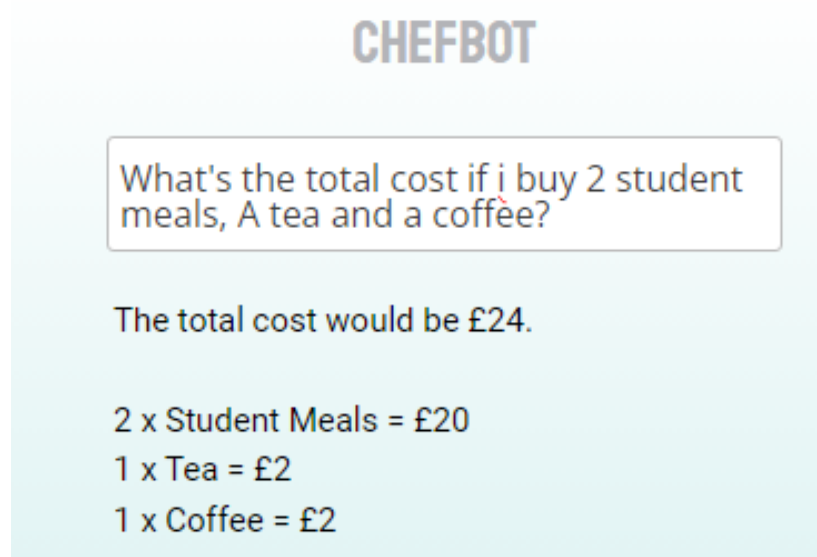 CHEFBOT
What's the total cost if i buy 2 student
meals, A tea and a coffee?
The total cost would be £24.
2 x Student Meals = £20
1 x Tea = £2
1 x Coffee = £2